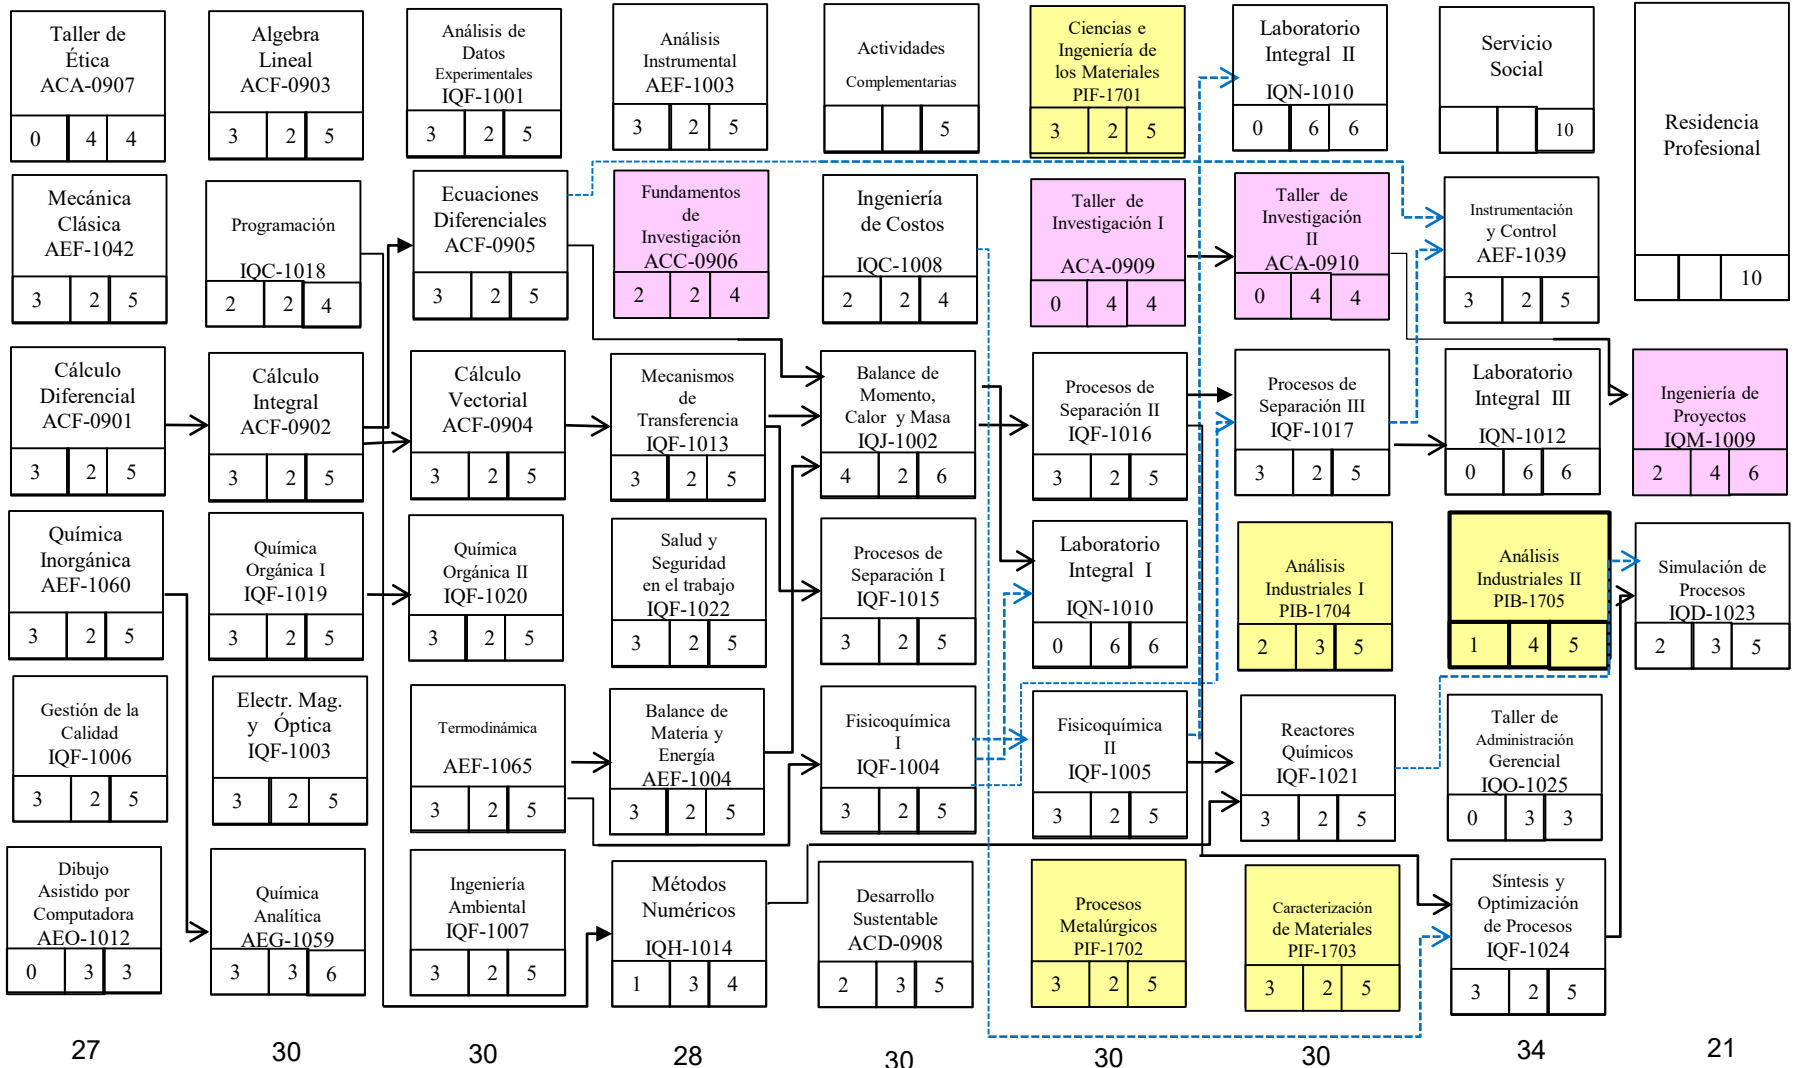 Taller de
Ética
ACA-0907
0 4 4
Mecánica
Clásica
AEF-1042
3 2 5
Cálculo
Diferencial
ACF-0901
3 2 5
Química
Inorgánica
AEF-1060
3 2 5
Gestión de la
Calidad
IQF-1006
3 2 5
Dibujo
Asistido por
Computadora
AEO-1012
0 3 3
27
Algebra
Lineal
ACF-0903
3 2 5
Programación
IQC-1018
2 2 4
Cálculo
Integral
ACF-0902
3 2 5
Química
Orgánica I
IQF-1019
3 2 5
Electr. Mag.
y Óptica
IQF-1003
3 2 5
Química
Analítica
AEG-1059
3 3 6
30
Análisis de
Datos
Experimentales
IQF-1001
3 2 5
Ecuaciones
Diferenciales
ACF-0905
3 2 5
Cálculo
Vectorial
ACF-0904
3 2 5
Química
Orgánica II
IQF-1020
3 2 5
Termodinámica
AEF-1065
3 2 5
Ingeniería
Ambiental
IQF-1007
3 2 5
30
Análisis
Instrumental
AEF-1003
3 2 5
Fundamentos
de
Investigación
ACC-0906
2 2 4
Mecanismos
de
Transferencia
IQF-1013
3 2 5
Salud y
Seguridad
en el trabajo
IQF-1022
3 2 5
Balance de
Materia y
Energía
AEF-1004
3 2 5
Métodos
Numéricos
IQH-1014
1 3 4
28
Actividades
Complementarias
5
Ingeniería
de Costos
IQC-1008
2 2 4
Balance de
Momento,
Calor y Masa
IQJ-1002
4 2 6
Procesos de
Separación I
IQF-1015
3 2 5
Fisicoquímica
I
IQF-1004
3 2 5
Desarrollo
Sustentable
ACD-0908
2 3 5
30
Ciencias e
Ingeniería de
los Materiales
PIF-1701
3 2 5
Taller de
Investigación I
ACA-0909
0 4 4
Procesos de
Separación II
IQF-1016
3 2 5
Laboratorio
Integral I
IQN-1010
0 6 6
Fisicoquímica
II
IQF-1005
3 2 5
Procesos
Metalúrgicos
PIF-1702
3 2 5
30
Laboratorio
Integral II
IQN-1010
0 6 6
Taller de
Investigación
II
ACA-0910
0 4 4
Procesos de
Separación III
IQF-1017
3 2 5
Análisis
Industriales I
PIB-1704
2 3 5
Reactores
Químicos
IQF-1021
3 2 5
Caracterización
de Materiales
PIF-1703
3 2 5
30
Servicio
Social
10
Instrumentación
y Control
AEF-1039
3 2 5
Laboratorio
Integral III
IQN-1012
0 6 6
Análisis
Industriales II
PIB-1705
1 4 5
Taller de
Administración
Gerencial
IQO-1025
0 3 3
Síntesis y
Optimización
de Procesos
IQF-1024
3 2 5
34
Residencia
Profesional
10
Ingeniería de
Proyectos
IQM-1009
2 4 6
Simulación de
Procesos
IQD-1023
2 3 5
21